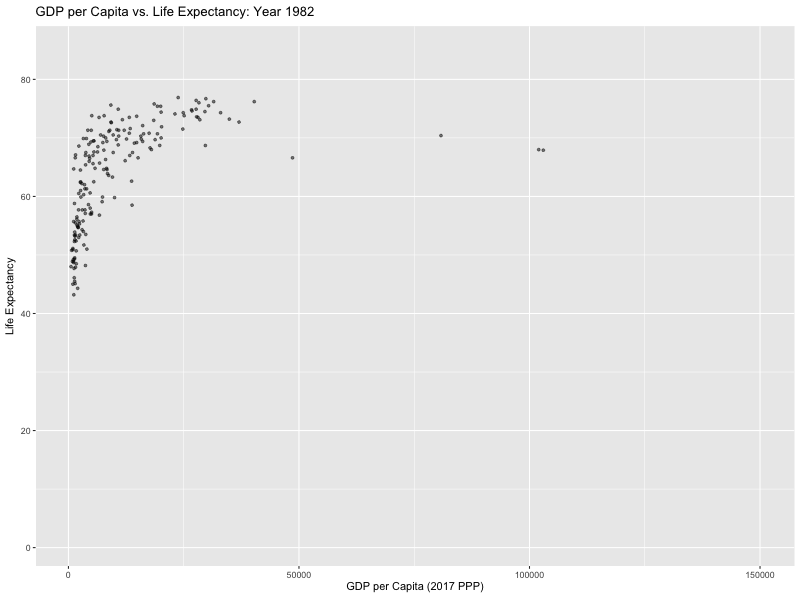 GDP per Capita vs. Life Expectancy: Year 1982
80
60
40
20
0
Life Expectancy
0 50000 100000 150000
GDP per Capita (2017 PPP)